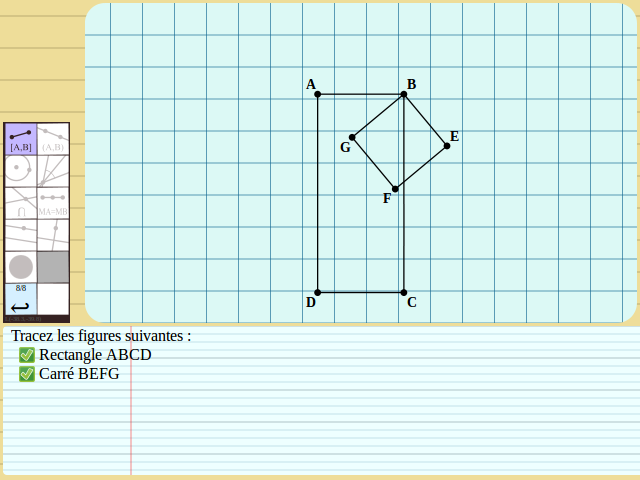 A
B
E
G
F
D
C
[A,B]
(A,B)
∩
MA=MB
8/8
Tracez les figures suivantes :
✅ Rectangle ABCD
✅ Carré BEFG